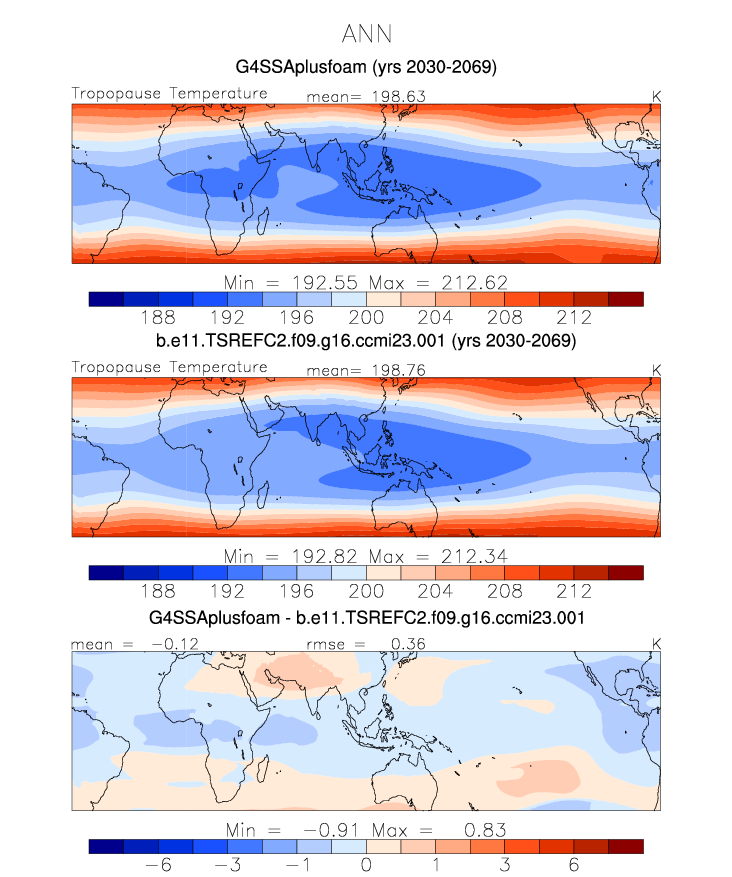 ANN
G4SSAplusfoam (yrs 2030-2069)
Tropopause Temperature mean= 198.63 K
Min = 192.55 Max = 212.62
188 192 196 200 204 208 212
b.e11.TSREFC2.f09.g16.ccmi23.001 (yrs 2030-2069)
Tropopause Temperature mean= 198.76 K
Min = 192.82 Max = 212.34
188 192 196 200 204 208 212
G4SSAplusfoam - b.e11.TSREFC2.f09.g16.ccmi23.001
mean = -0.12 rmse = 0.36 K
Min = -0.91 Max = 0.83
-6 -3 -1 0 1 3 6